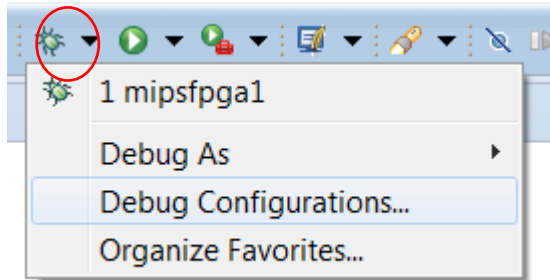 1 mipsfpga1
Debug As
Debug Configurations...
Organize Favorites...